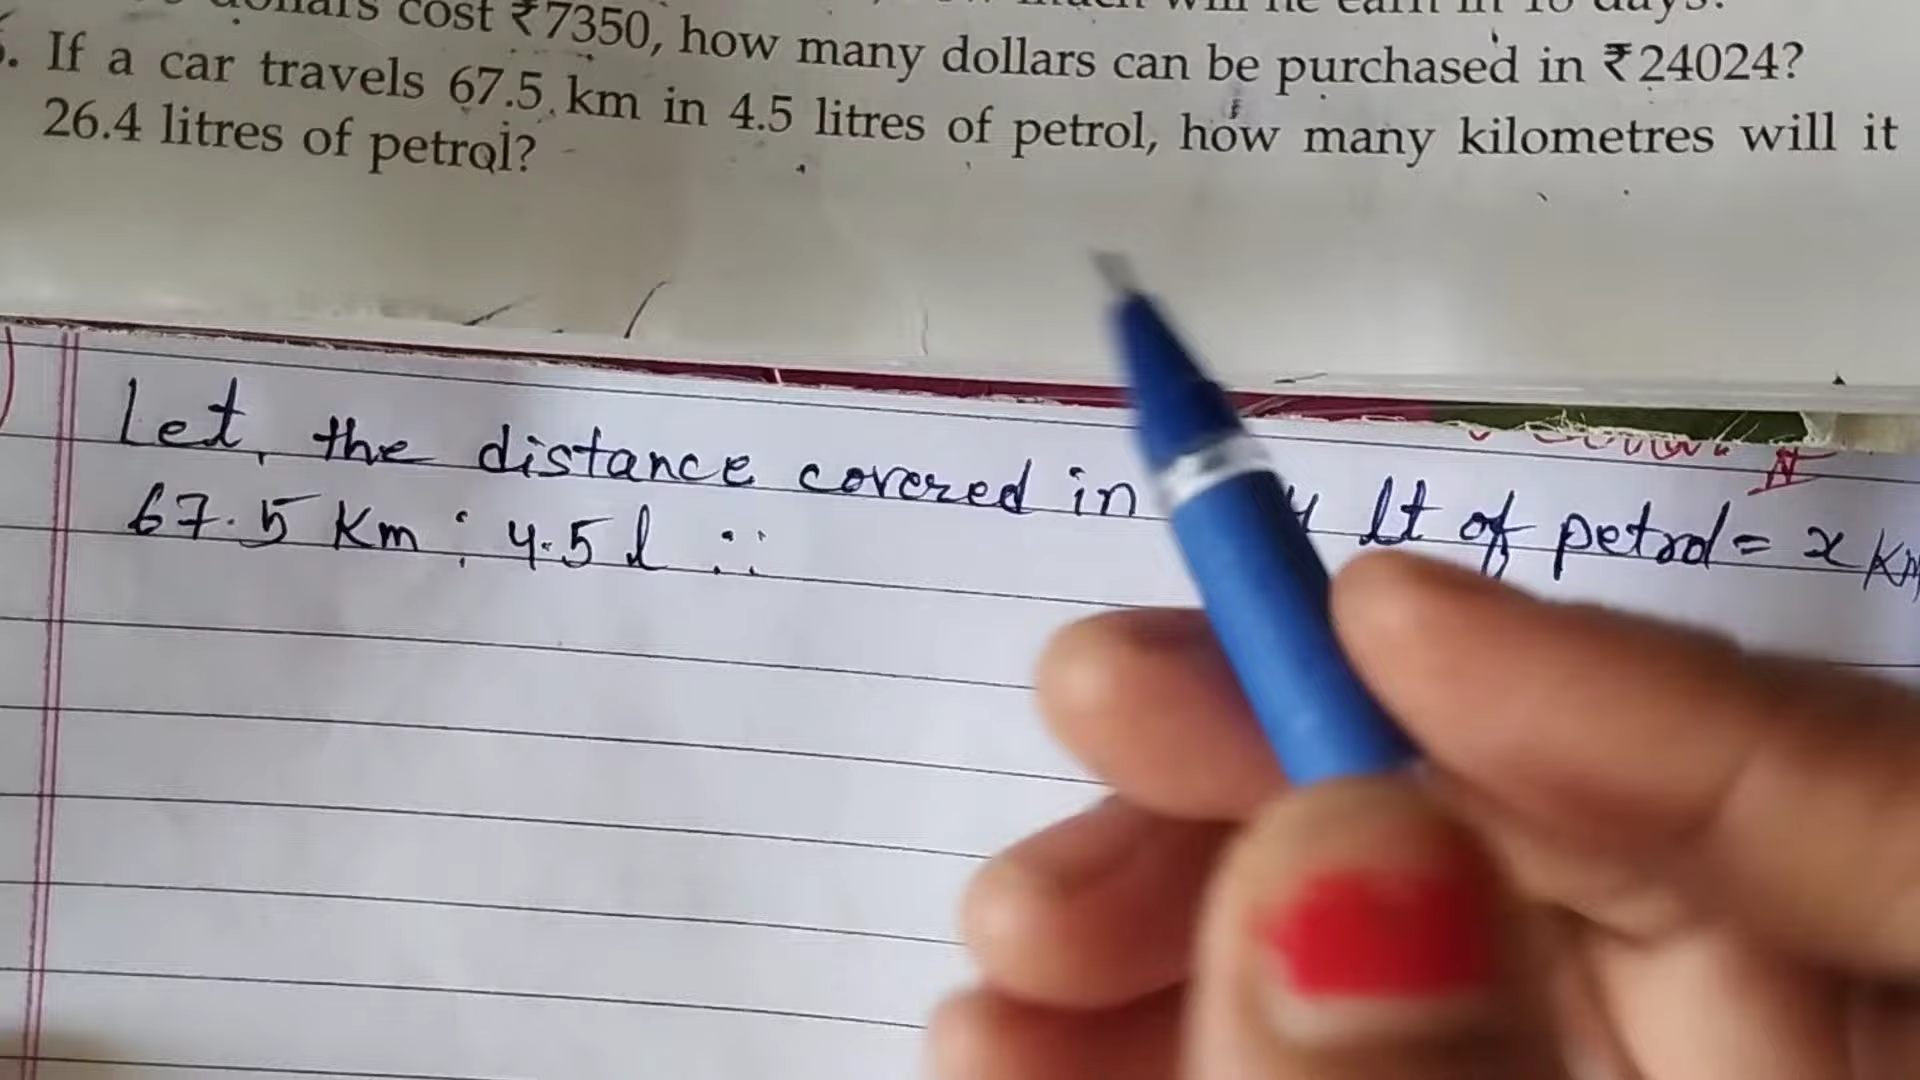 cost ₹7350, how many dollars can be purchased in ₹24024?
. If a car travels 67.5 km in 4.5 litres of petrol, how many kilometres will it
26.4 litres of petrol?
Let, the distance covered in lt of petrol = x Km
67.5 Km : 4.5 l ::